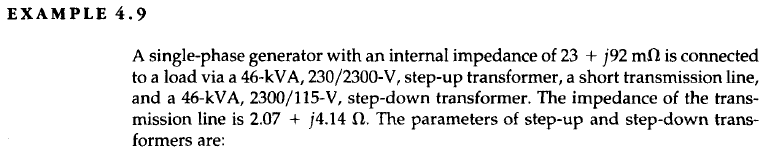 EXAMPLE 4.9
A single-phase generator with an internal impedance of 23 + j92 mΩ is connected
to a load via a 46-kVA, 230/2300-V, step-up transformer, a short transmission line,
and a 46-kVA, 2300/115-V, step-down transformer. The impedance of the trans-
mission line is 2.07 + j4.14 Ω. The parameters of step-up and step-down trans-
formers are: